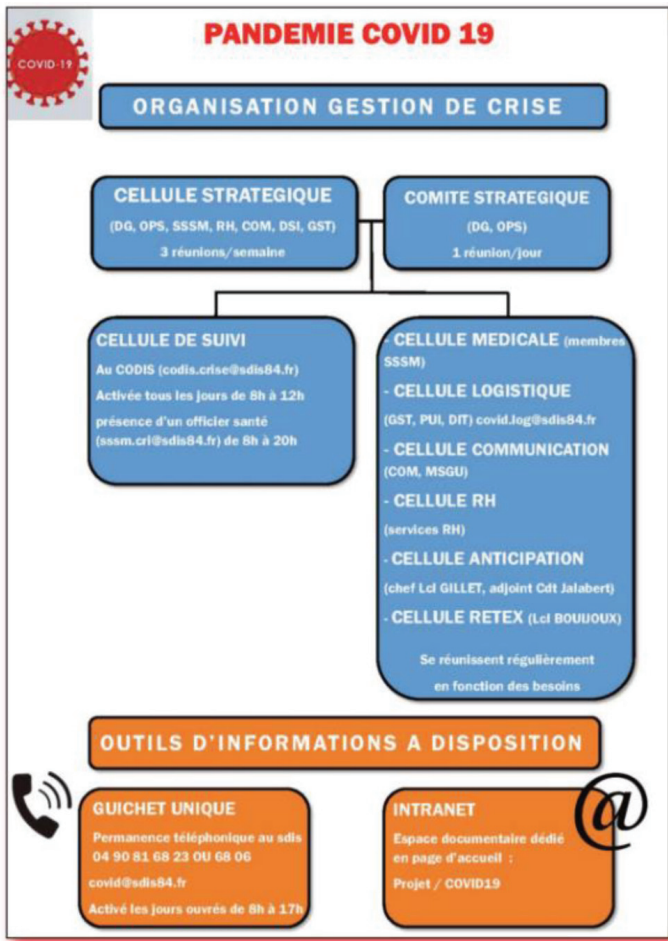 COVID-19
PANDEMIE COVID 19
ORGANISATION GESTION DE CRISE
CELLULE STRATEGIQUE
(DG, OPS, SSSM, RH, COM, DSI, GST)
3 réunions/semaine
COMITE STRATEGIQUE
(DG, OPS)
1 réunion/jour
CELLULE DE SUIVI
Au CODIS (codis.crise@sdis84.fr)
Activée tous les jours de 8h à 12h
présence d'un officier santé
(sssm.crl@sdis84.fr) de 8h à 20h
- CELLULE MEDICALE (membres
SSSM)
- CELLULE LOGISTIQUE
(GST, PUI, DIT) covid.log@sdis84.fr
- CELLULE COMMUNICATION
(COM, MSGU)
- CELLULE RH
(services RH)
- CELLULE ANTICIPATION
(chef Lcl GILLET, adjoint Cdt Jalabert)
- CELLULE RETEX (Lcl BOUIJOUX)
Se réunissent régulièrement
en fonction des besoins
OUTILS D'INFORMATIONS A DISPOSITION
GUICHET UNIQUE
Permanence téléphonique au sdis
04 90 81 68 23 OU 68 06
covid@sdis84.fr
Activé les jours ouvrés de 8h à 17h
@
INTRANET
Espace documentaire dédié
en page d'accueil :
Projet / COVID19